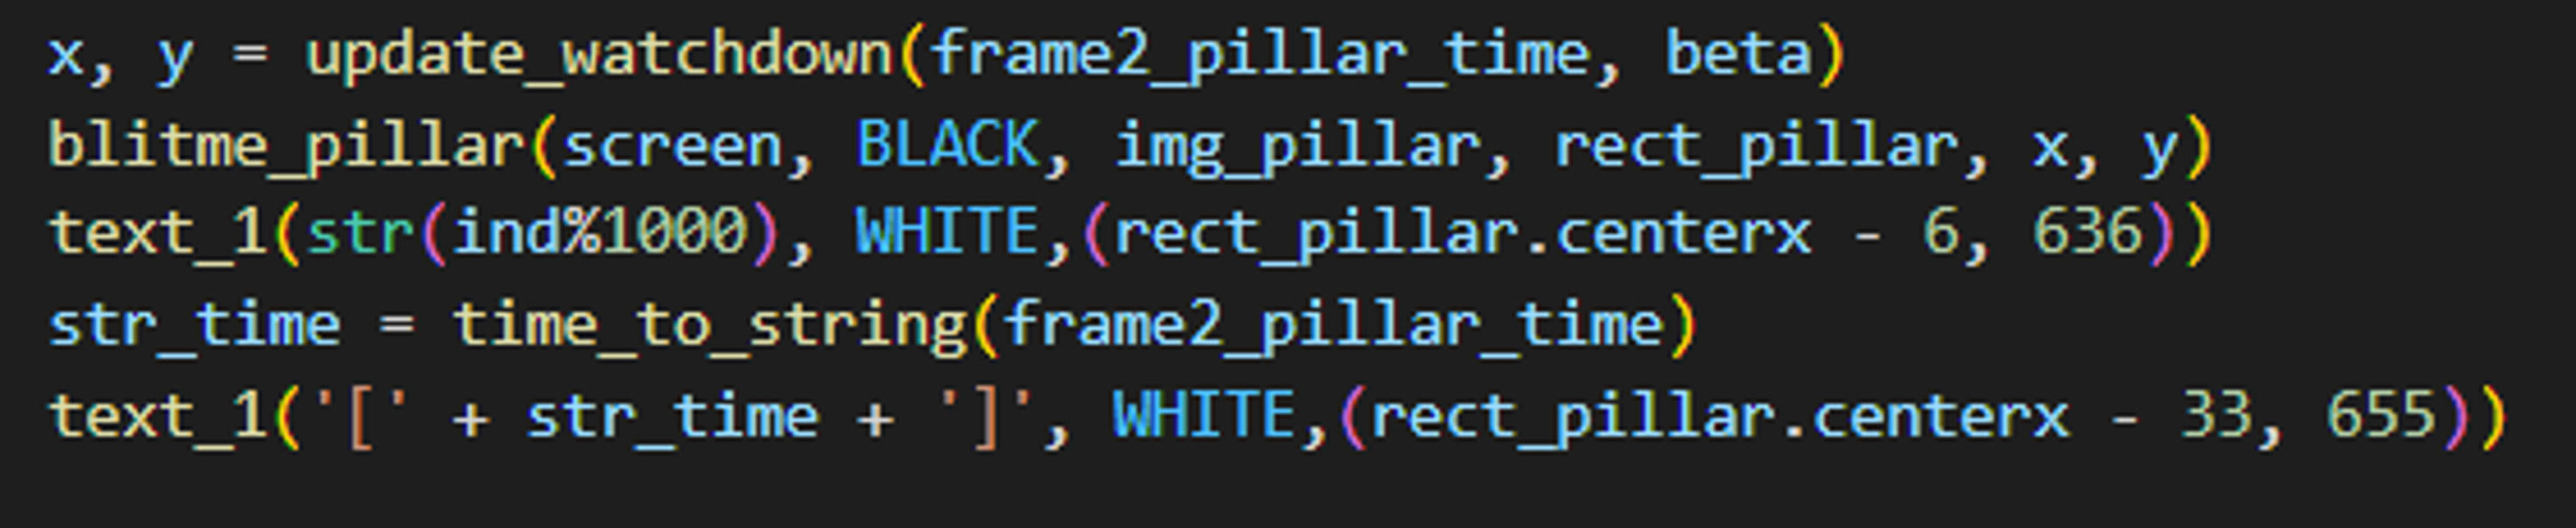 x, y = update_watchdown(frame2_pillar_time, beta)
blitme_pillar(screen, BLACK, img_pillar, rect_pillar, x, y)
text_1(str(ind%1000), WHITE,(rect_pillar.centerx - 6, 636))
str_time = time_to_string(frame2_pillar_time)
text_1('[' + str_time + ']', WHITE,(rect_pillar.centerx - 33, 655))